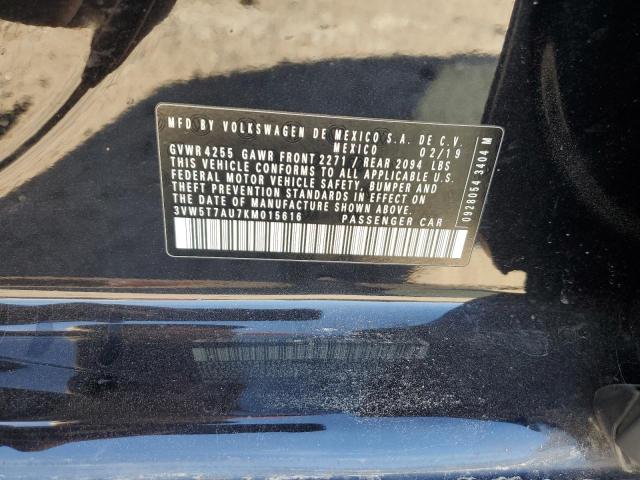 MFD BY VOLKSWAGEN DE MEXICO S.A. DE C.V.
MEXICO 02/19
GVWR 4255 GAWR FRONT 2271 / REAR 2094 LBS
THIS VEHICLE CONFORMS TO ALL APPLICABLE U.S.
FEDERAL MOTOR VEHICLE SAFETY, BUMPER AND
THEFT PREVENTION STANDARDS IN EFFECT ON
THE DATE OF MANUFACTURE SHOWN ABOVE.
3VW5T7AU7KM015616 PASSENGER CAR
0928054 3404 M